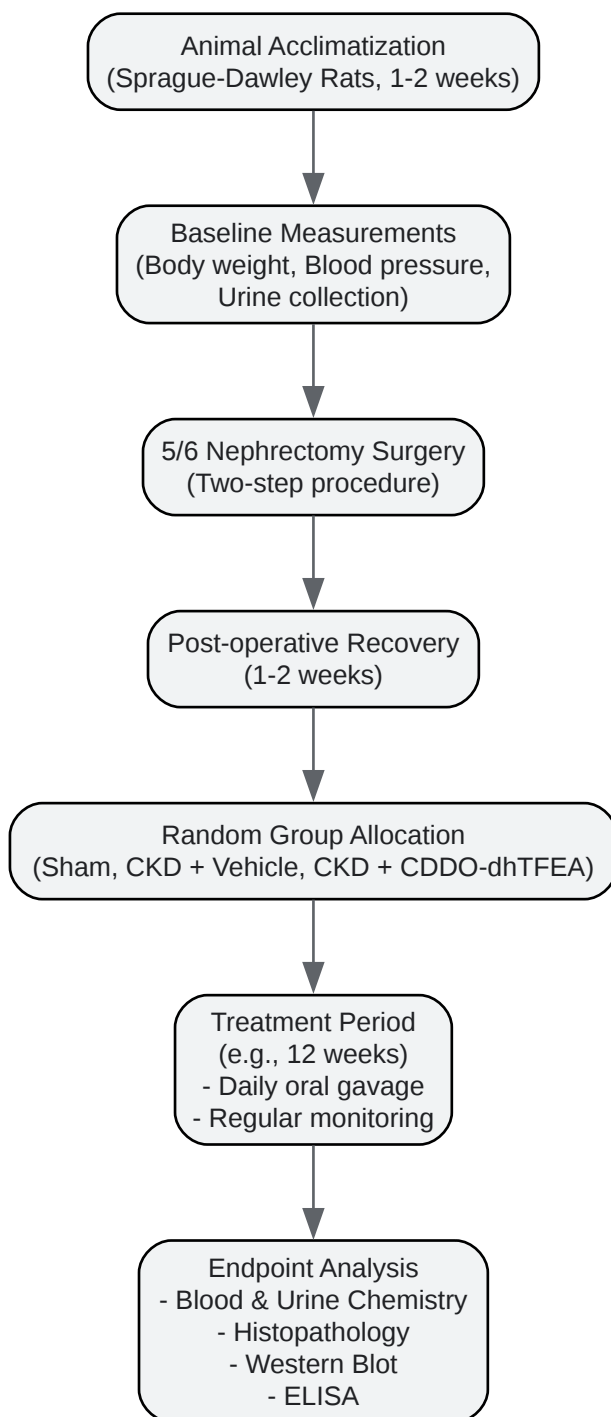 Animal Acclimatization
(Sprague-Dawley Rats, 1-2 weeks)
Baseline Measurements
(Body weight, Blood pressure,
Urine collection)
5/6 Nephrectomy Surgery
(Two-step procedure)
Post-operative Recovery
(1-2 weeks)
Random Group Allocation
(Sham, CKD + Vehicle, CKD + CDDO-dhTFEA)
Treatment Period
(e.g., 12 weeks)
- Daily oral gavage
- Regular monitoring
Endpoint Analysis
- Blood & Urine Chemistry
- Histopathology
- Western Blot
- ELISA